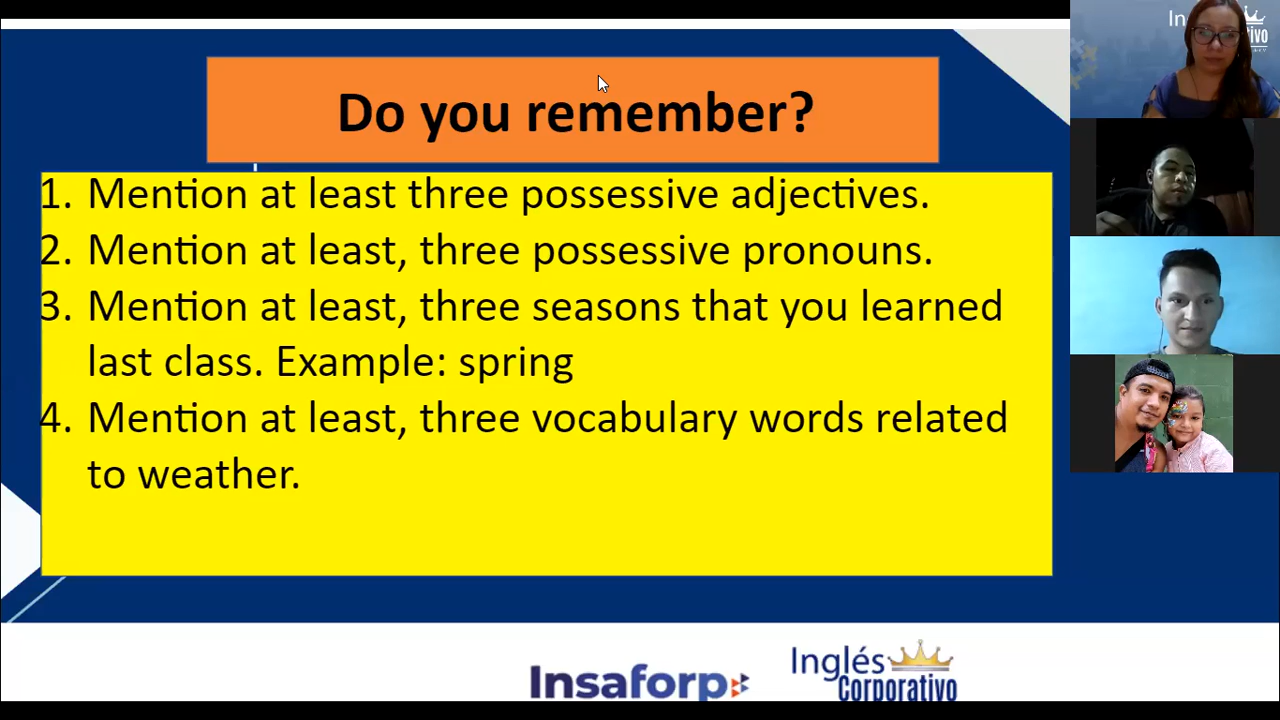 Do you remember?
1. Mention at least three possessive adjectives.
2. Mention at least, three possessive pronouns.
3. Mention at least, three seasons that you learned
last class. Example: spring
4. Mention at least, three vocabulary words related
to weather.
Insaforp
Inglés
Corporativo